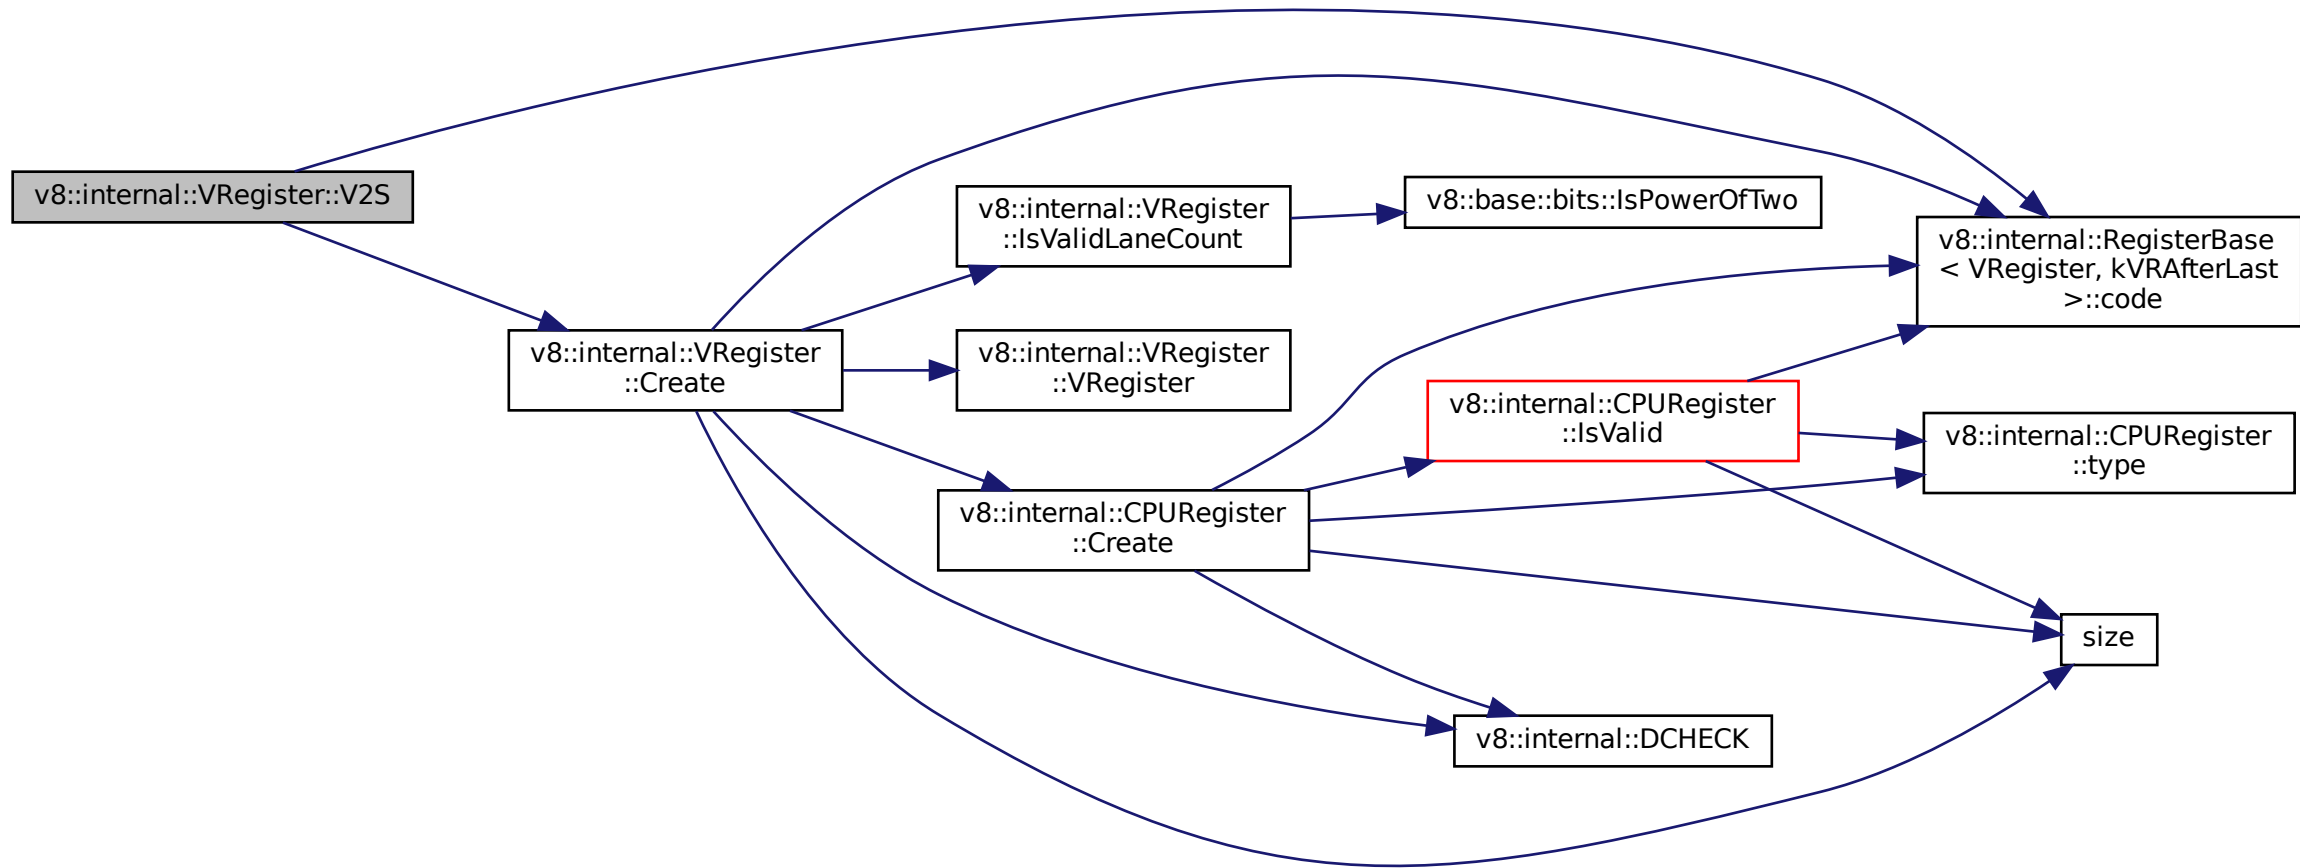 v8::internal::VRegister::V2S
v8::internal::VRegister
::Create
v8::internal::VRegister
::IsValidLaneCount
v8::internal::VRegister
::VRegister
v8::internal::CPURegister
::Create
v8::base::bits::IsPowerOfTwo
v8::internal::CPURegister
::IsValid
v8::internal::DCHECK
v8::internal::RegisterBase
< VRegister, kVRAfterLast
>::code
v8::internal::CPURegister
::type
size